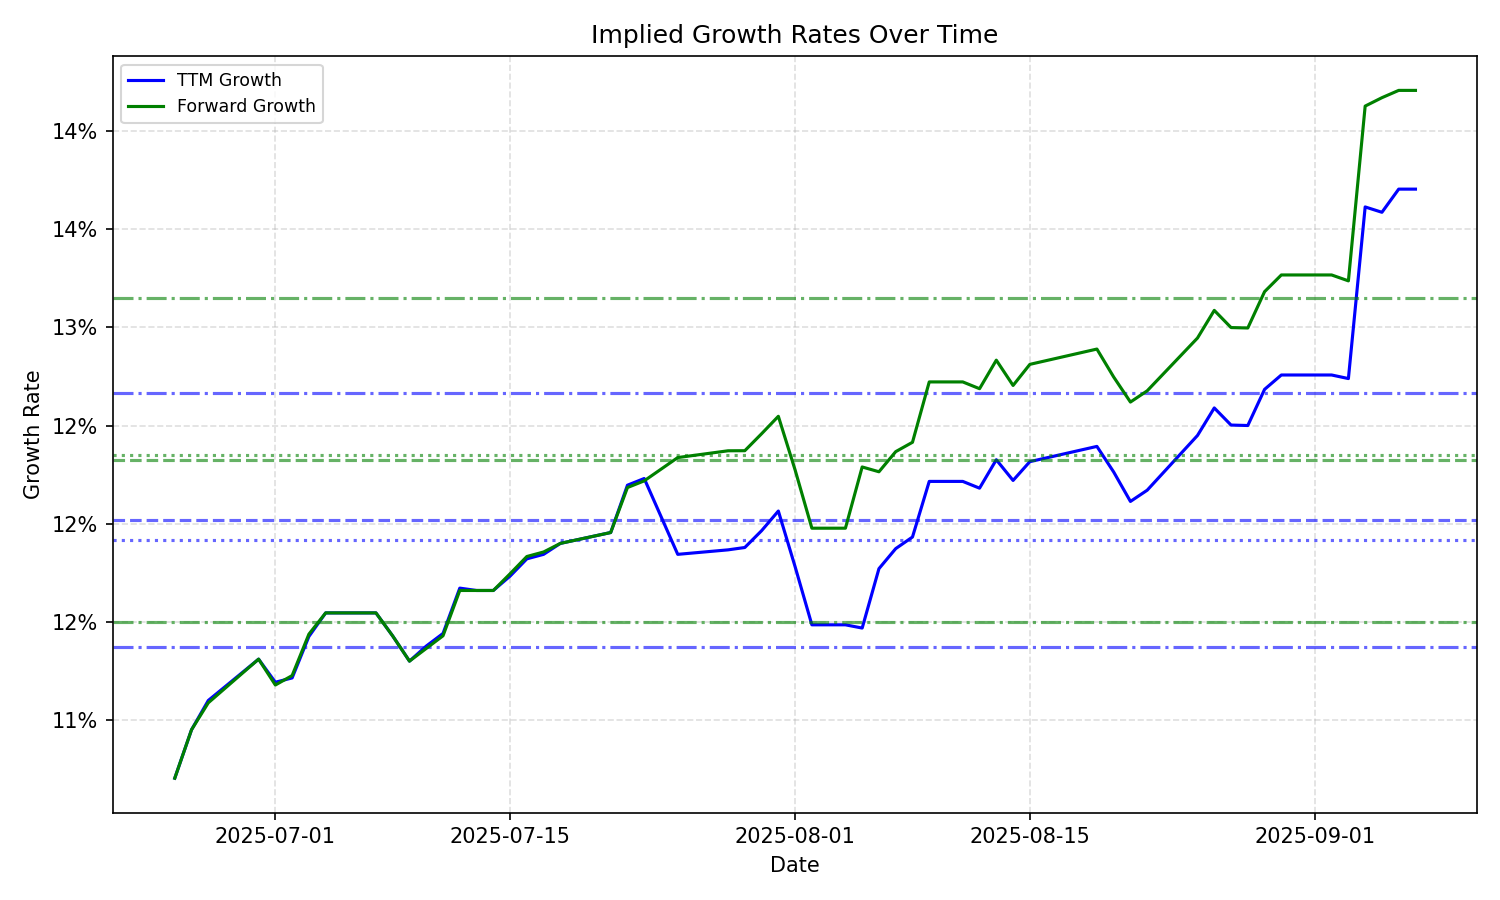 Implied Growth Rates Over Time
TTM Growth
Forward Growth
14%
14%
13%
12%
12%
12%
11%
Growth Rate
2025-07-01
2025-07-15
2025-08-01
2025-08-15
2025-09-01
Date